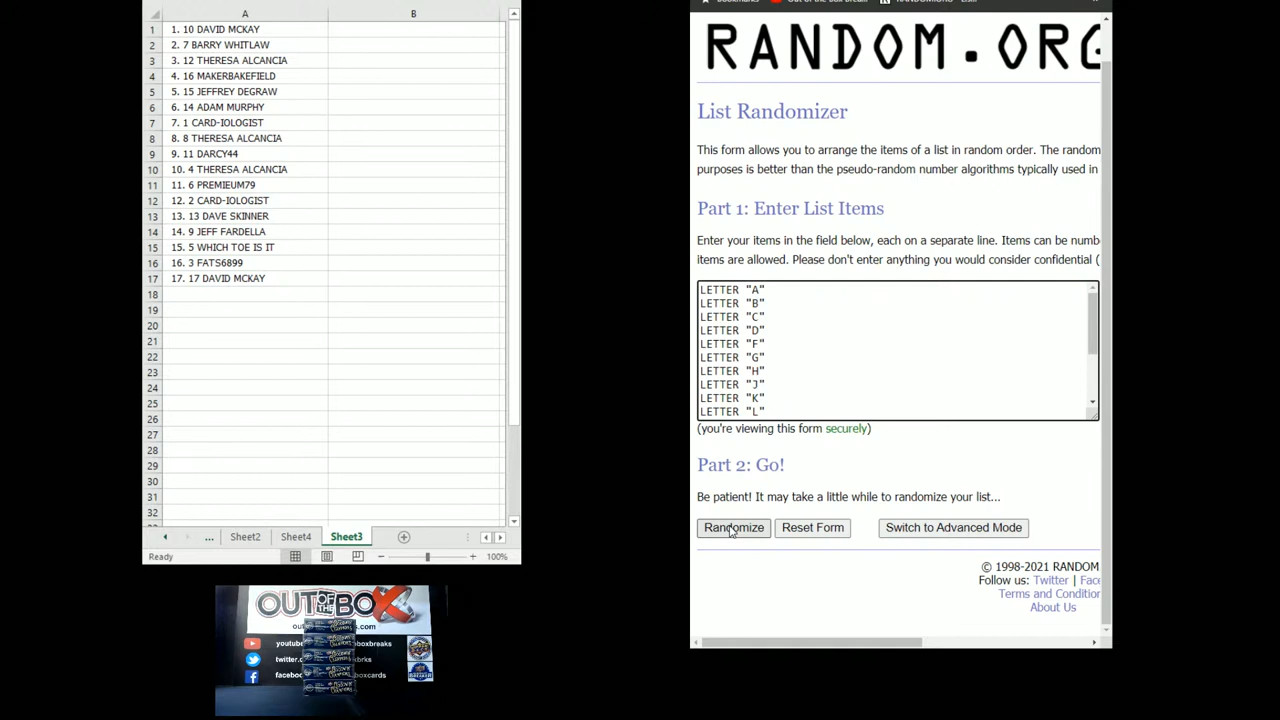 A B
1 1. 10 DAVID MCKAY
2 2. 7 BARRY WHITLAW
3 3. 12 THERESA ALCANCIA
4 4. 16 MAKERBAKEFIELD
5 5. 15 JEFFREY DEGRAW
6 6. 14 ADAM MURPHY
7 7. 1 CARD-IOLOGIST
8 8. 8 THERESA ALCANCIA
9 9. 11 DARCY44
10 10. 4 THERESA ALCANCIA
11 11. 6 PREMIEUM79
12 12. 2 CARD-IOLOGIST
13 13. 13 DAVE SKINNER
14 14. 9 JEFF FARDELLA
15 15. 5 WHICH TOE IS IT
16 16. 3 FATS6899
17 17. 17 DAVID MCKAY
18
19
20
21
22
23
24
25
26
27
28
29
30
31
32
... Sheet2 Sheet4 Sheet3
Ready 100%
OUT OF THE BOX
youtube
boxbreaks
twitter.c
facebo
boxcards
RANDOM.ORG
List Randomizer
This form allows you to arrange the items of a list in random order. The random
purposes is better than the pseudo-random number algorithms typically used in
Part 1: Enter List Items
Enter your items in the field below, each on a separate line. Items can be numb
items are allowed. Please don't enter anything you would consider confidential (
LETTER "A"
LETTER "B"
LETTER "C"
LETTER "D"
LETTER "F"
LETTER "G"
LETTER "H"
LETTER "J"
LETTER "K"
LETTER "L"
(you're viewing this form securely)
Part 2: Go!
Be patient! It may take a little while to randomize your list...
Randomize Reset Form Switch to Advanced Mode
© 1998-2021 RANDOM
Follow us: Twitter | Face
Terms and Condition
About Us